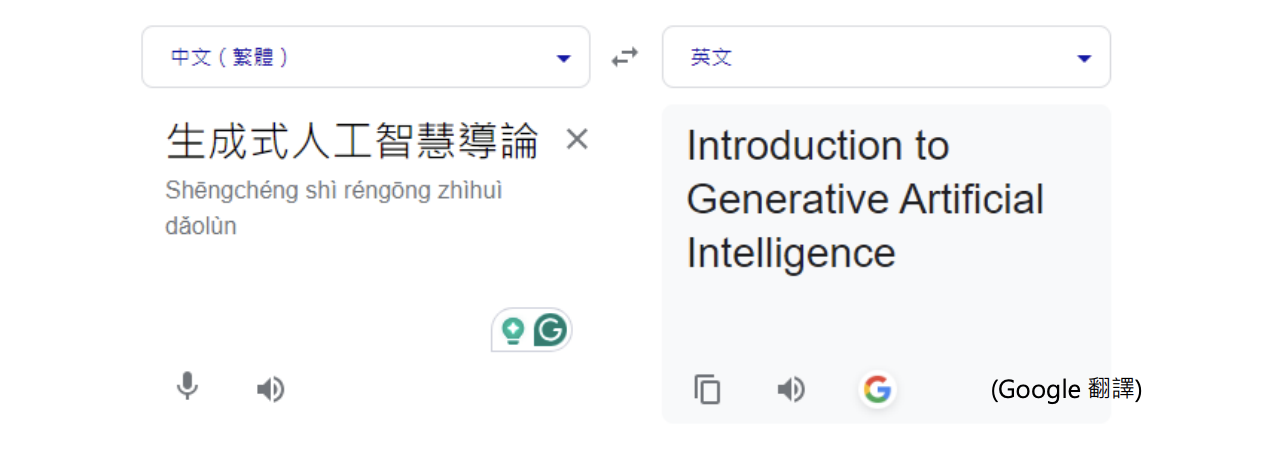 中文（繁體）
英文
生成式人工智慧導論
Shēngchéng shì réngōng zhìhuì
dǎolùn
Introduction to
Generative Artificial
Intelligence
(Google 翻譯)